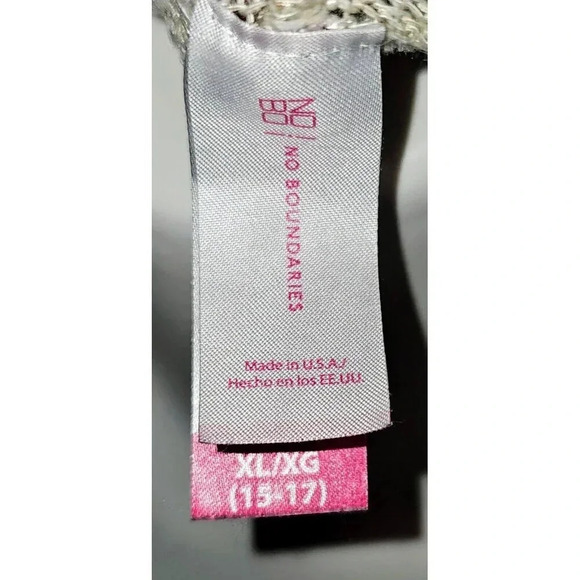 NO!
BO!
NO BOUNDARIES
Made in U.S.A./
Hecho en los EE.UU.
XL/XG
(15-17)